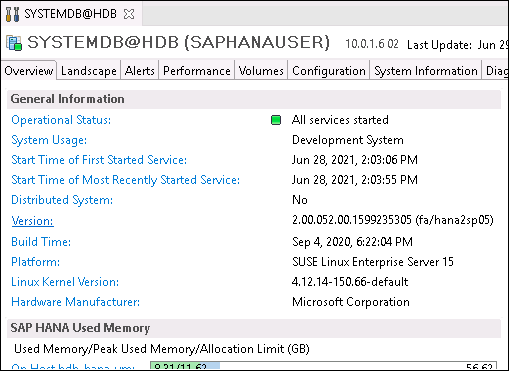 SYSTEMDB@HDB
SYSTEMDB@HDB (SAPHANAUSER) 10.0.1.6 02 Last Update: Jun 29
Overview Landscape Alerts Performance Volumes Configuration System Information Diag
General Information
Operational Status: All services started
System Usage: Development System
Start Time of First Started Service: Jun 28, 2021, 2:03:06 PM
Start Time of Most Recently Started Service: Jun 28, 2021, 2:03:55 PM
Distributed System: No
Version: 2.00.052.00.1599235305 (fa/hana2sp05)
Build Time: Sep 4, 2020, 6:22:04 PM
Platform: SUSE Linux Enterprise Server 15
Linux Kernel Version: 4.12.14-150.66-default
Hardware Manufacturer: Microsoft Corporation
SAP HANA Used Memory
Used Memory/Peak Used Memory/Allocation Limit (GB)
On Host hdb-hana-vm: 56.62